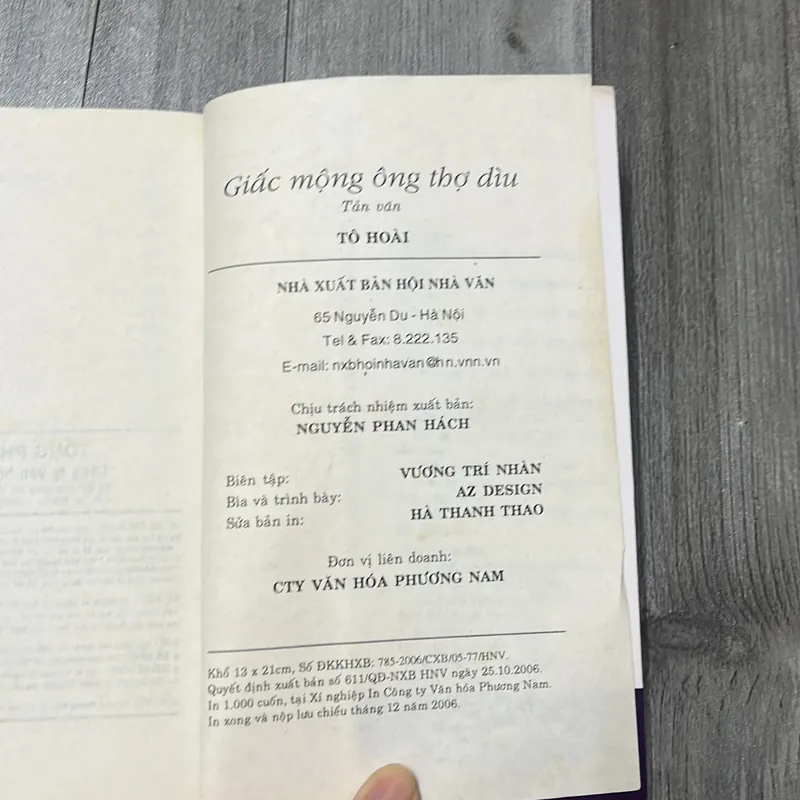 Giấc mộng ông thợ dìu
Tản văn
TÔ HOÀI
NHÀ XUẤT BẢN HỘI NHÀ VĂN
65 Nguyễn Du - Hà Nội
Tel & Fax: 8.222.135
E-mail: nxbhoinhavan@hn.vnn.vn
Chịu trách nhiệm xuất bản:
NGUYỄN PHAN HÁCH
Biên tập: VƯƠNG TRÍ NHÀN
Bìa và trình bày: AZ DESIGN
Sửa bản in: HÀ THANH THAO
Đơn vị liên doanh:
CTY VĂN HÓA PHƯƠNG NAM
Khổ 13 x 21cm, Số ĐKKHXB: 785-2006/CXB/05-77/HNV.
Quyết định xuất bản số 611/QĐ-NXB HNV ngày 25.10.2006.
In 1.000 cuốn, tại Xí nghiệp In Công ty Văn hóa Phương Nam.
In xong và nộp lưu chiểu tháng 12 năm 2006.